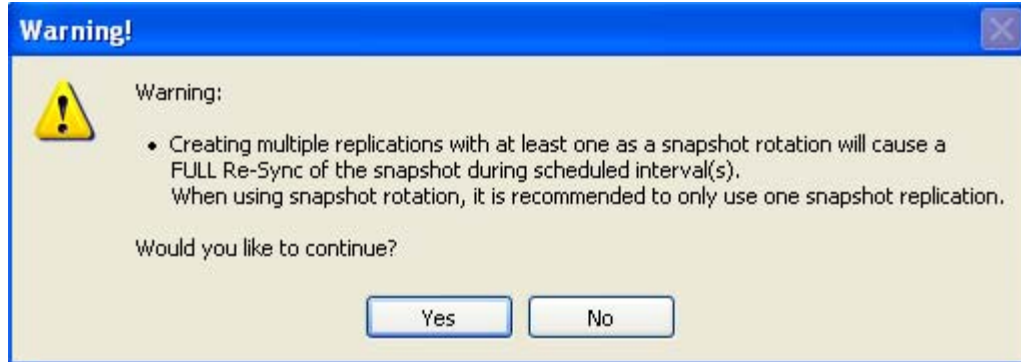 Warning!
Warning:
• Creating multiple replications with at least one as a snapshot rotation will cause a
FULL Re-Sync of the snapshot during scheduled interval(s).
When using snapshot rotation, it is recommended to only use one snapshot replication.
Would you like to continue?
Yes No